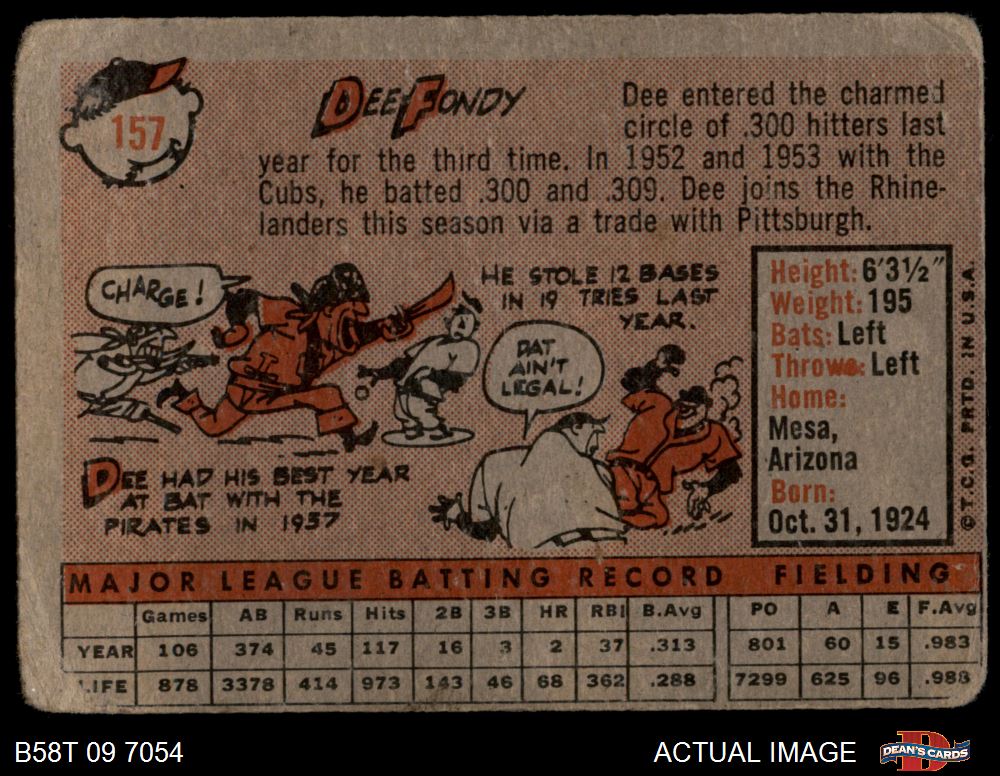 157
DEE FONDY
Dee entered the charmed
circle of .300 hitters last
year for the third time. In 1952 and 1953 with the
Cubs, he batted .300 and .309. Dee joins the Rhine-
landers this season via a trade with Pittsburgh.
CHARGE!
HE STOLE 12 BASES
IN 19 TRIES LAST
YEAR.
DAT
AIN'T
LEGAL!
DEE HAD HIS BEST YEAR
AT BAT WITH THE
PIRATES IN 1957
Height: 6'3½"
Weight: 195
Bats: Left
Throws: Left
Home:
Mesa,
Arizona
Born:
Oct. 31, 1924
©T.C.G. PRTD. IN U.S.A.
MAJOR LEAGUE BATTING RECORD FIELDING
Games AB Runs Hits 2B 3B HR RBI B.Avg PO A E F.Avg
YEAR 106 374 45 117 16 3 2 37 .313 801 60 15 .983
LIFE 878 3378 414 973 143 46 68 362 .288 7299 625 96 .988
B58T 09 7054
ACTUAL IMAGE
DEAN'S CARDS